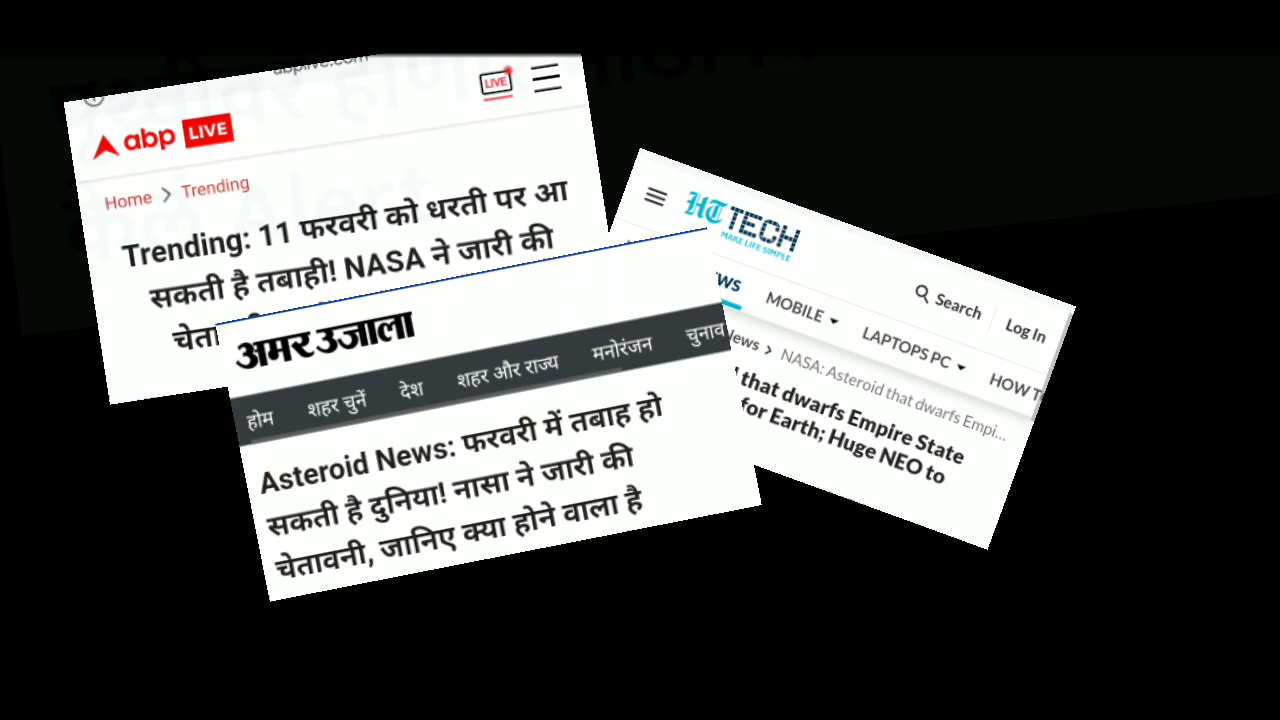 abplive.com
LIVE
abp LIVE
Home > Trending
Trending: 11 फरवरी को धरती पर आ
सकती है तबाही! NASA ने जारी की
अमर उजाला
होम शहर चुनें देश शहर और राज्य मनोरंजन चुनाव
Asteroid News: फरवरी में तबाह हो
सकती है दुनिया! नासा ने जारी की
चेतावनी, जानिए क्या होने वाला है
HT TECH
MAKE LIFE SIMPLE
Search Log In
MOBILE LAPTOPS PC HOW
NASA: Asteroid that dwarfs Empi...
that dwarfs Empire State
for Earth; Huge NEO to